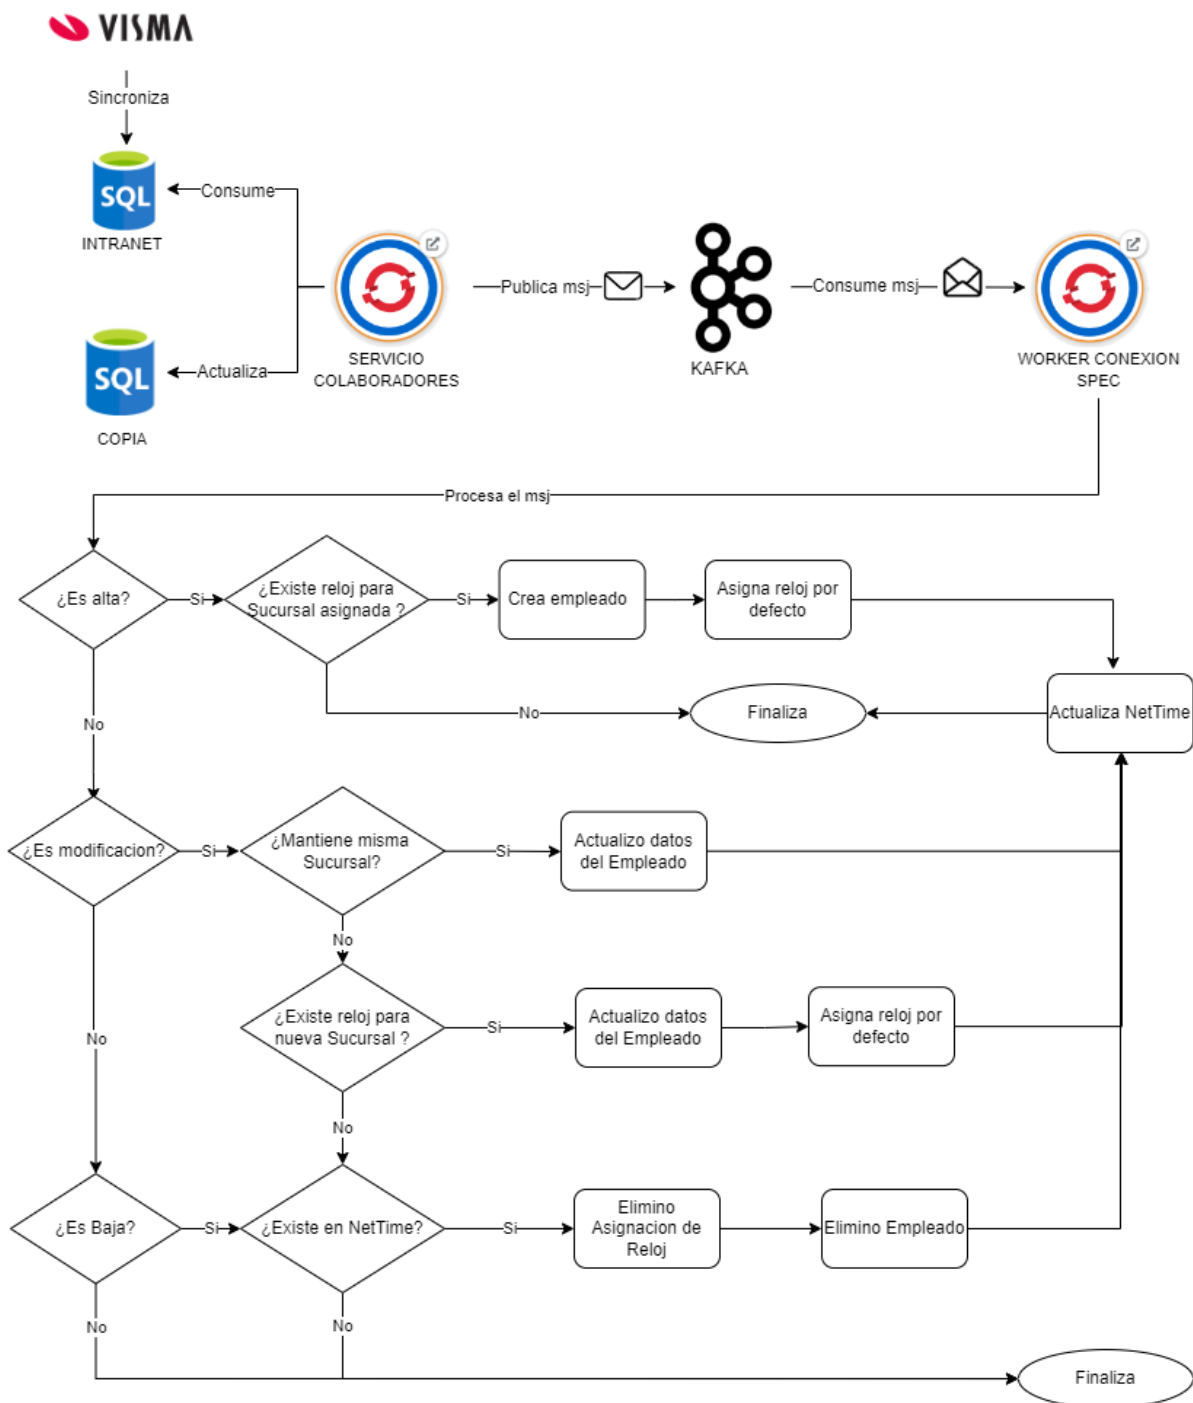 VISMA
Sincroniza
SQL
Consume
INTRANET
SQL
Actualiza
COPIA
SERVICIO
COLABORADORES
Publica msj
KAFKA
Consume msj
WORKER CONEXION
SPEC
Procesa el msj
¿Es alta?
Si
¿Existe reloj para
Sucursal asignada ?
Si
Crea empleado
Asigna reloj por
defecto
No
No
Finaliza
Actualiza NetTime
¿Es modificacion?
Si
¿Mantiene misma
Sucursal?
Si
Actualizo datos
del Empleado
No
No
¿Existe reloj para
nueva Sucursal ?
Si
Actualizo datos
del Empleado
Asigna reloj por
defecto
No
¿Es Baja?
Si
¿Existe en NetTime?
Si
Elimino
Asignacion de
Reloj
Elimino Empleado
No
No
Finaliza